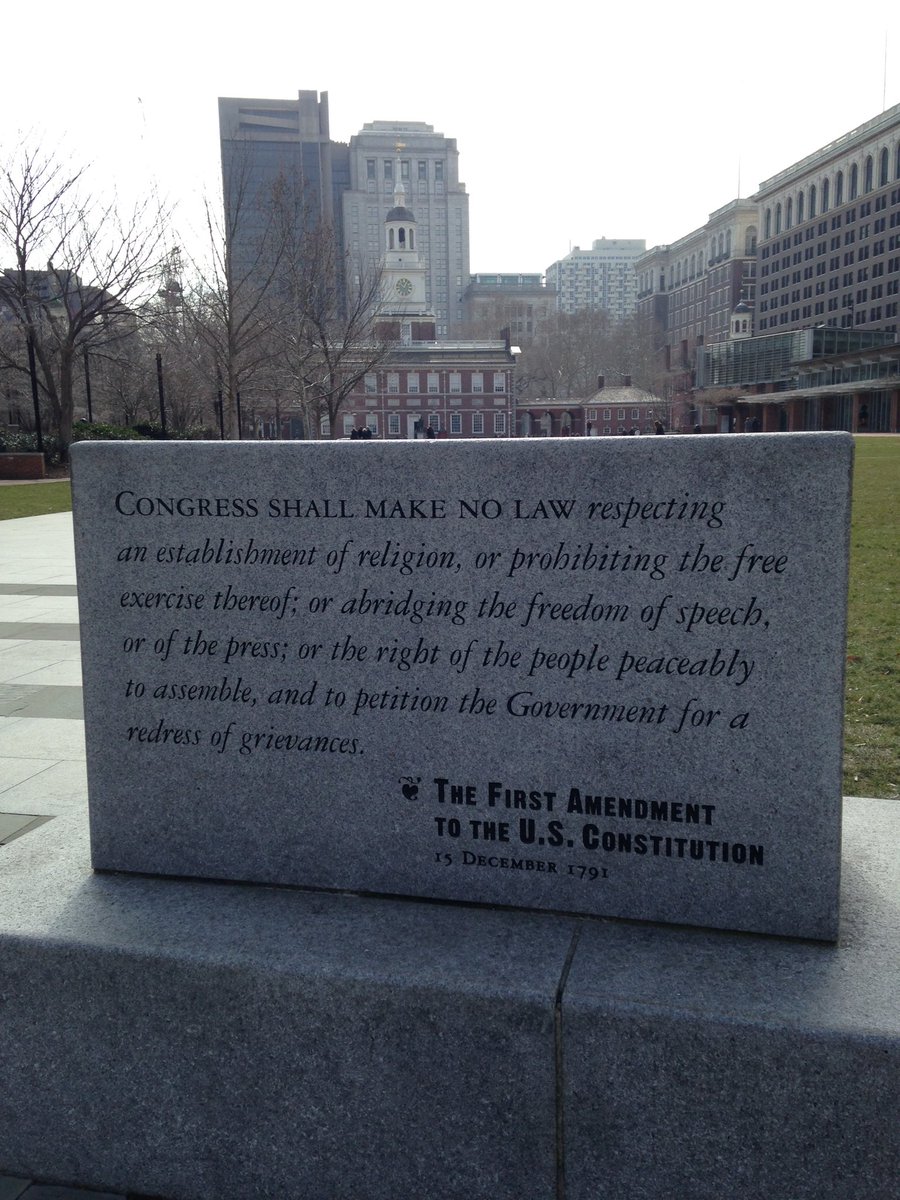 CONGRESS SHALL MAKE NO LAW respecting
an establishment of religion, or prohibiting the free
exercise thereof; or abridging the freedom of speech,
or of the press; or the right of the people peaceably
to assemble, and to petition the Government for a
redress of grievances.
THE FIRST AMENDMENT
TO THE U.S. CONSTITUTION
15 DECEMBER 1791